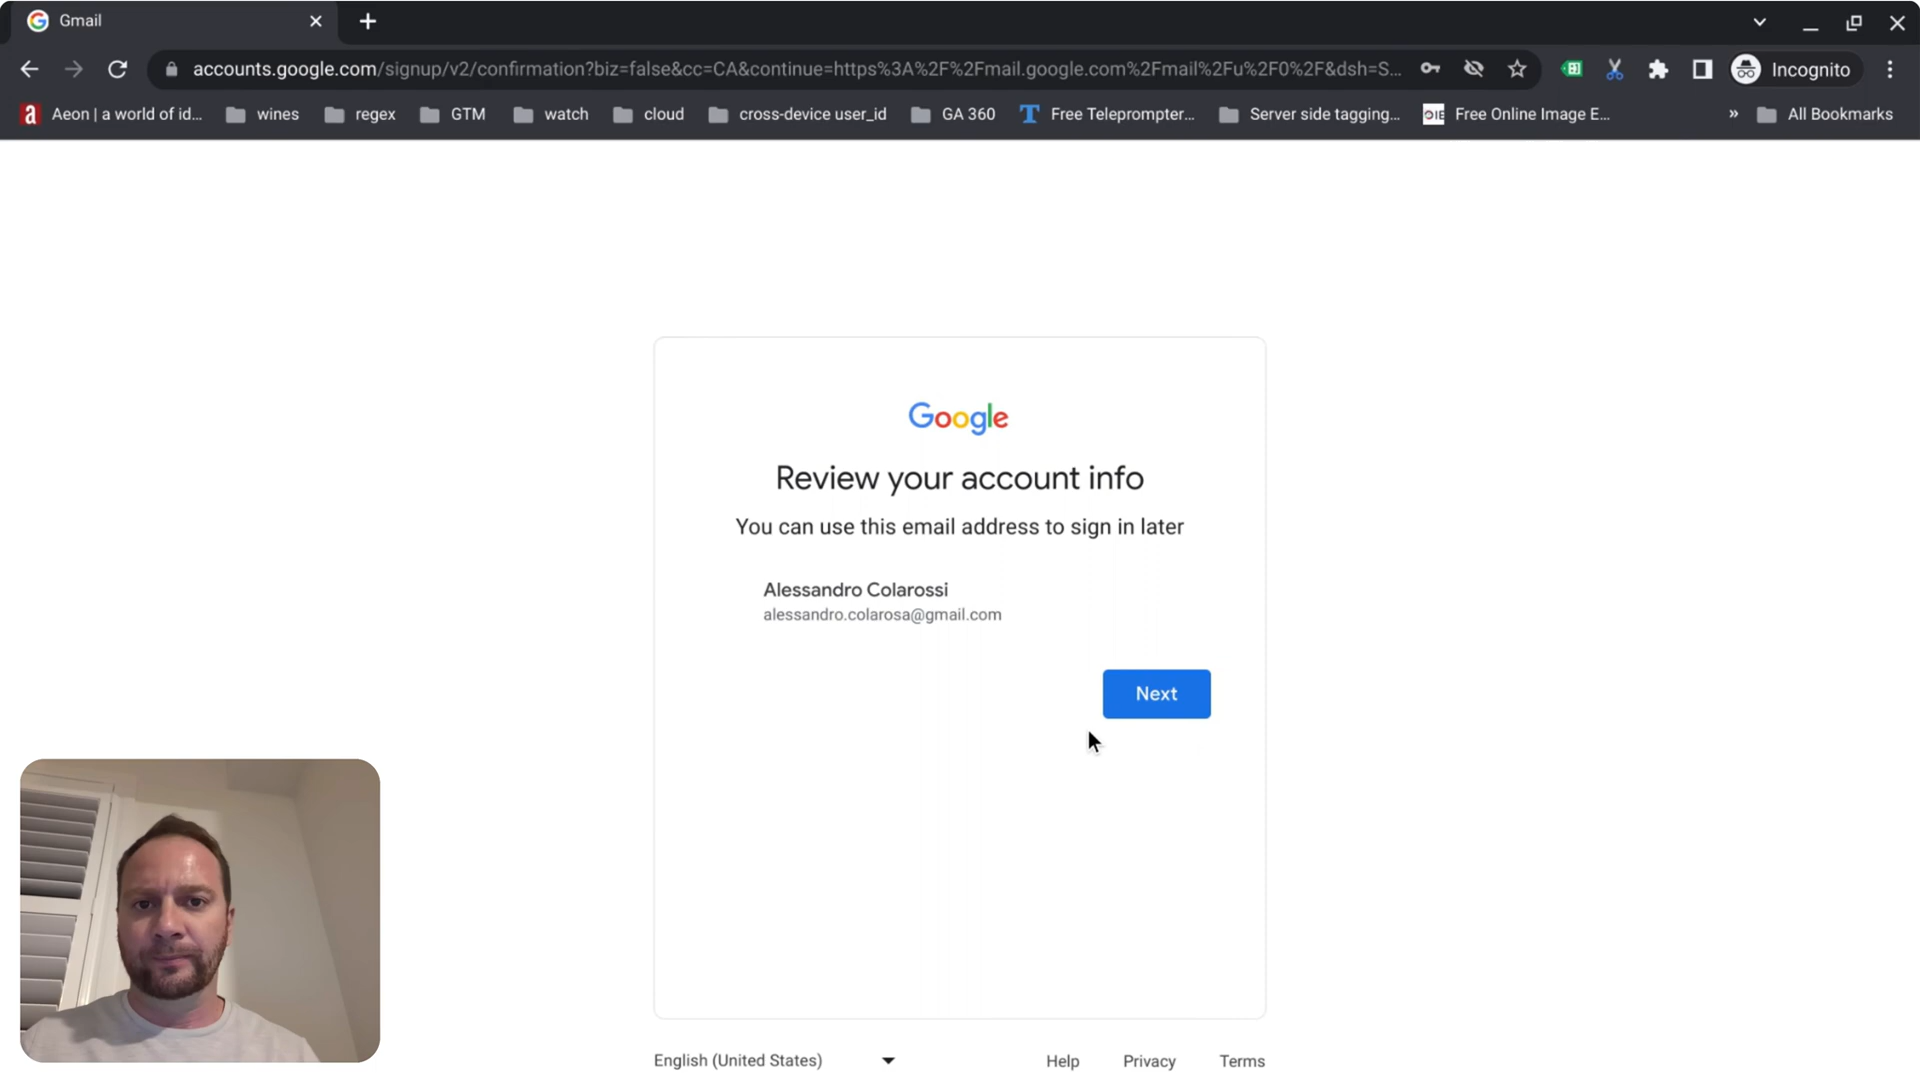 Gmail
accounts.google.com/signup/v2/confirmation?biz=false&cc=CA&continue=https%3A%2F%2Fmail.google.com%2Fmail%2Fu%2F0%2F&dsh=S...
Incognito
a Aeon | a world of id...
wines
regex
GTM
watch
cloud
cross-device user_id
GA 360
T Free Teleprompter...
Server side tagging...
OIE Free Online Image E...
» All Bookmarks
Google
Review your account info
You can use this email address to sign in later
Alessandro Colarossi
alessandro.colarosa@gmail.com
Next
English (United States)
Help Privacy Terms